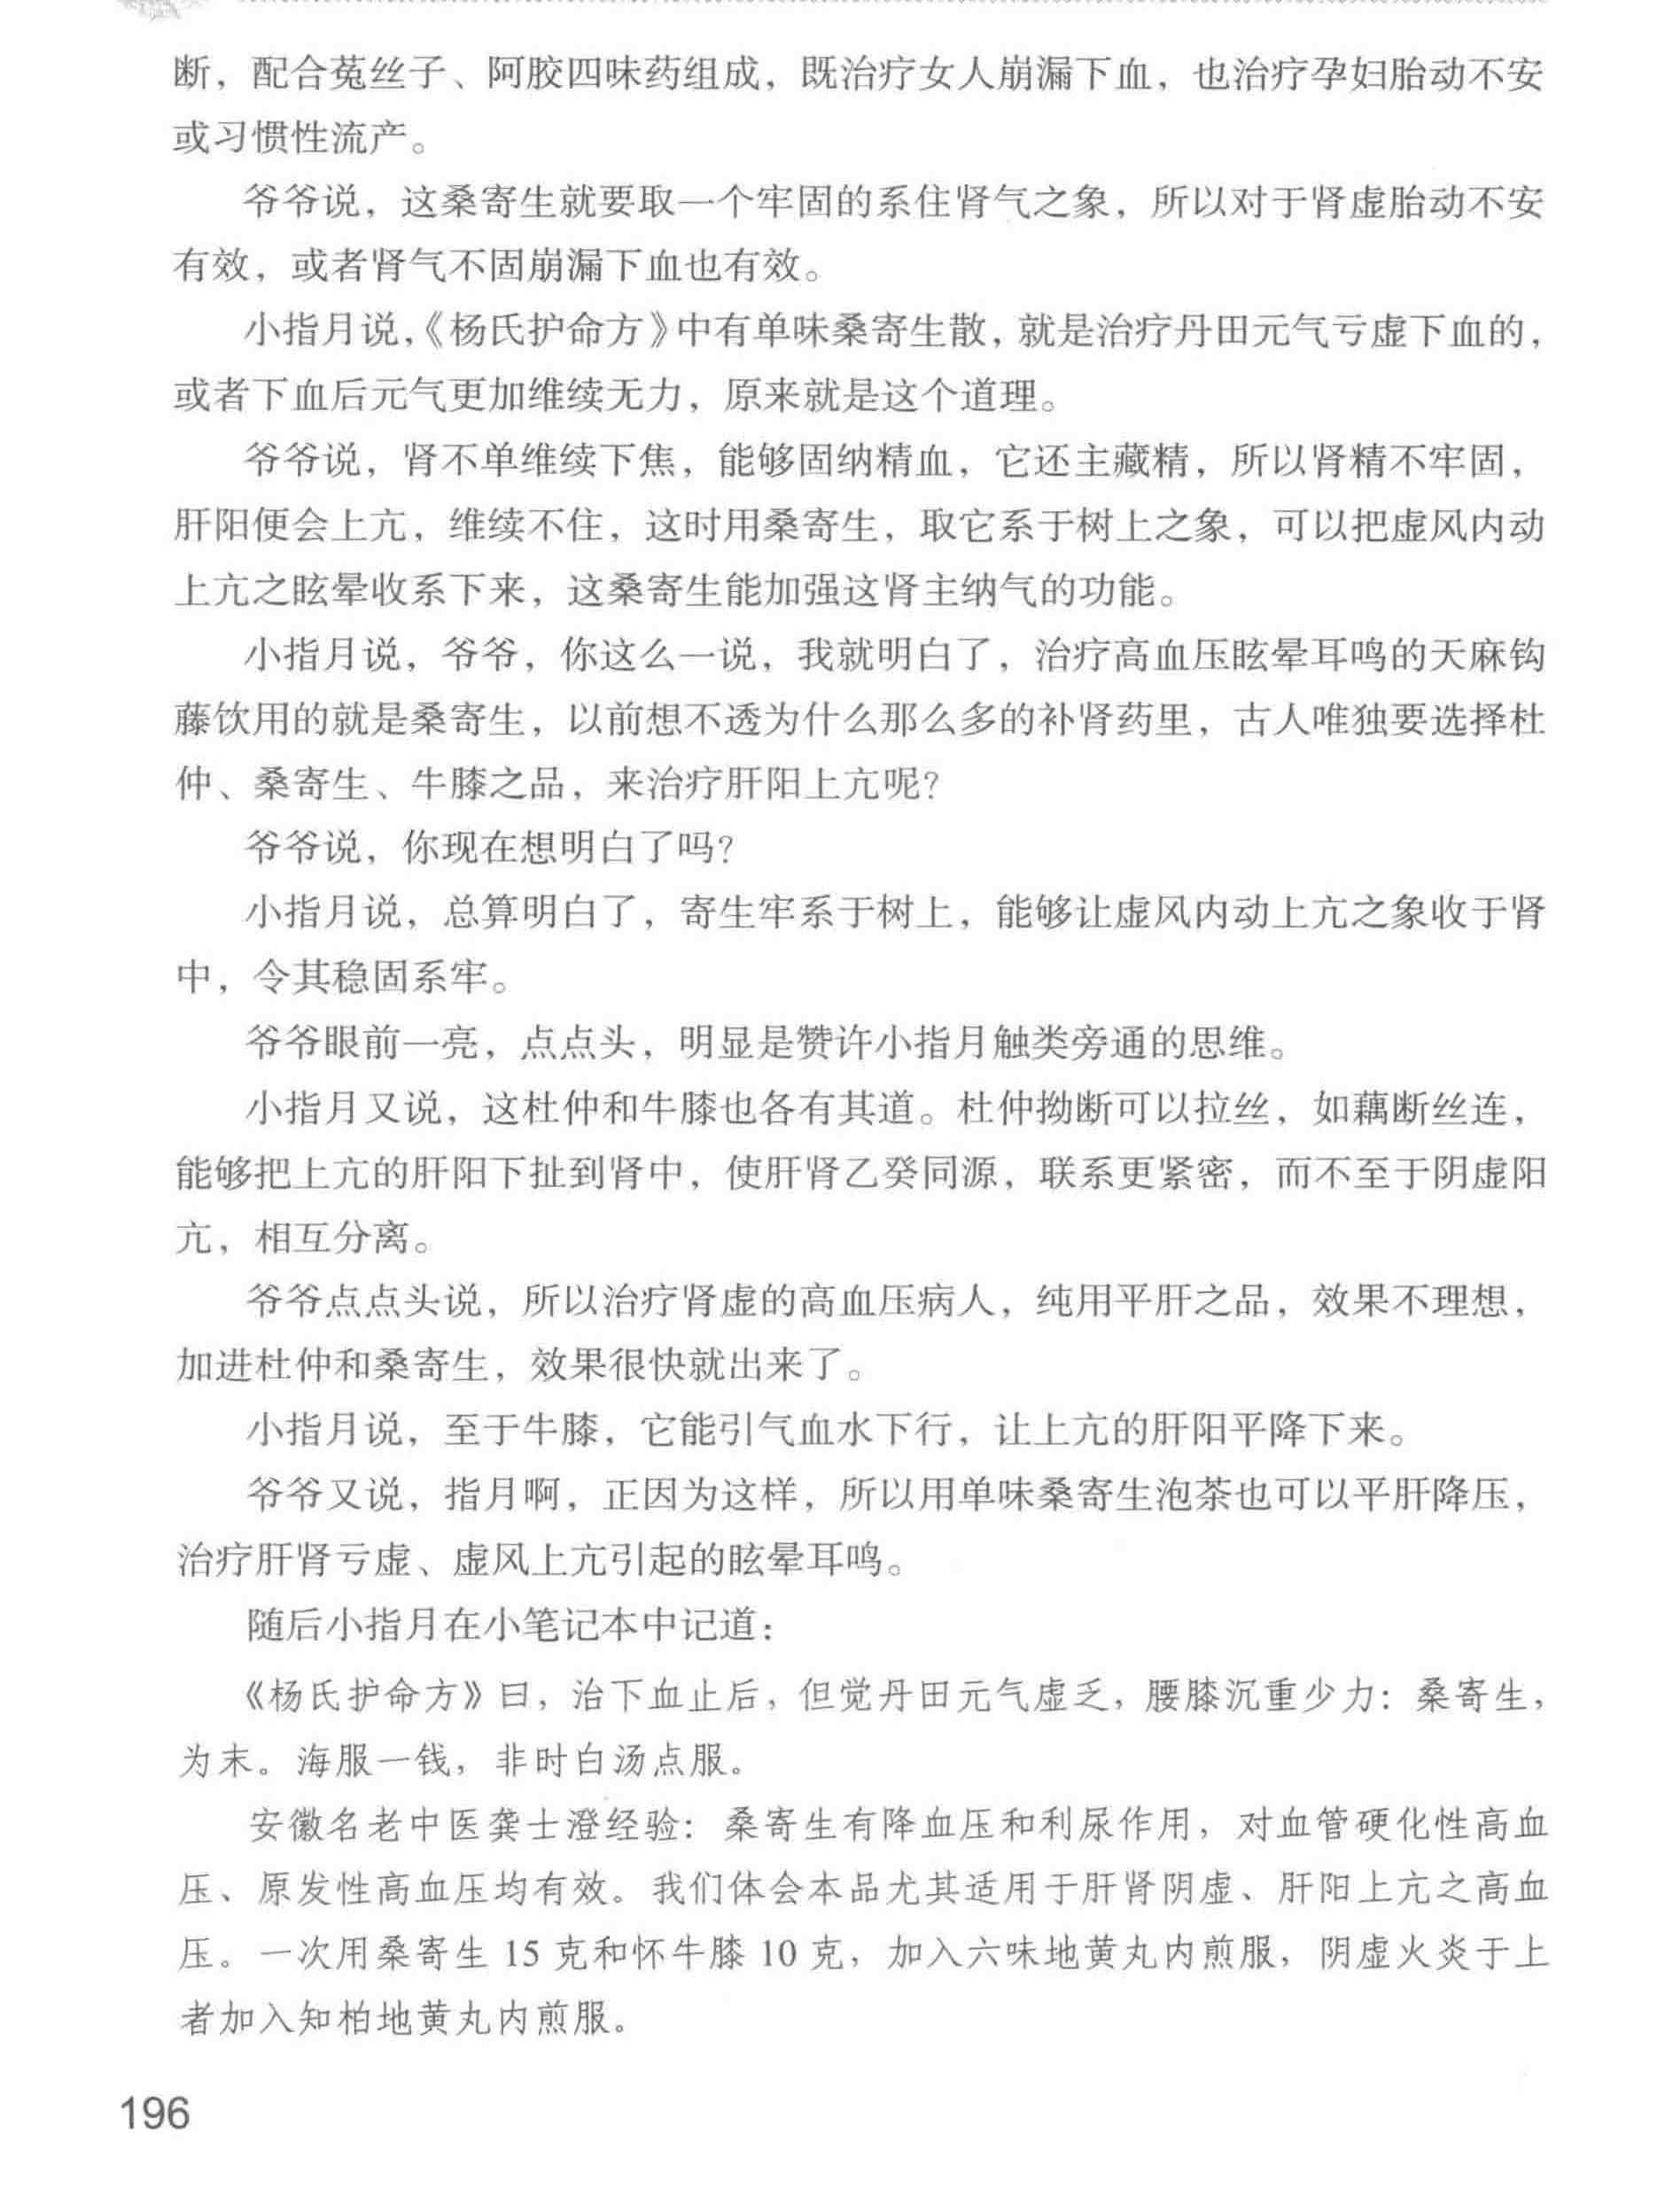 断，配合菟丝子、阿胶四味药组成，既治疗女人崩漏下血，也治疗孕妇胎动不安
或习惯性流产。
爷爷说，这桑寄生就要取一个牢固的系住肾气之象，所以对于肾虚胎动不安
有效，或者肾气不固崩漏下血也有效。
小指月说，《杨氏护命方》中有单味桑寄生散，就是治疗丹田元气亏虚下血的，
或者下血后元气更加维续无力，原来就是这个道理。
爷爷说，肾不单维续下焦，能够固纳精血，它还主藏精，所以肾精不牢固，
肝阳便会上亢，维续不住，这时用桑寄生，取它系于树上之象，可以把虚风内动
上亢之眩晕收系下来，这桑寄生能加强这肾主纳气的功能。
小指月说，爷爷，你这么一说，我就明白了，治疗高血压眩晕耳鸣的天麻钩
藤饮用的就是桑寄生，以前想不透为什么那么多的补肾药里，古人唯独要选择杜
仲、桑寄生、牛膝之品，来治疗肝阳上亢呢？
爷爷说，你现在想明白了吗？
小指月说，总算明白了，寄生牢系于树上，能够让虚风内动上亢之象收于肾
中，令其稳固系牢。
爷爷眼前一亮，点点头，明显是赞许小指月触类旁通的思维。
小指月又说，这杜仲和牛膝也各有其道。杜仲拗断可以拉丝，如藕断丝连，
能够把上亢的肝阳下扯到肾中，使肝肾乙癸同源，联系更紧密，而不至于阴虚阳
亢，相互分离。
爷爷点点头说，所以治疗肾虚的高血压病人，纯用平肝之品，效果不理想，
加进杜仲和桑寄生，效果很快就出来了。
小指月说，至于牛膝，它能引气血水下行，让上亢的肝阳平降下来。
爷爷又说，指月啊，正因为这样，所以用单味桑寄生泡茶也可以平肝降压，
治疗肝肾亏虚、虚风上亢引起的眩晕耳鸣。
随后小指月在小笔记本中记道：
《杨氏护命方》曰，治下血止后，但觉丹田元气虚乏，腰膝沉重少力：桑寄生，
为末。海服一钱，非时白汤点服。
安徽名老中医龚士澄经验：桑寄生有降血压和利尿作用，对血管硬化性高血
压、原发性高血压均有效。我们体会本品尤其适用于肝肾阴虚、肝阳上亢之高血
压。一次用桑寄生 15 克和怀牛膝 10 克，加入六味地黄丸内煎服，阴虚火炎于上
者加入知柏地黄丸内煎服。
196